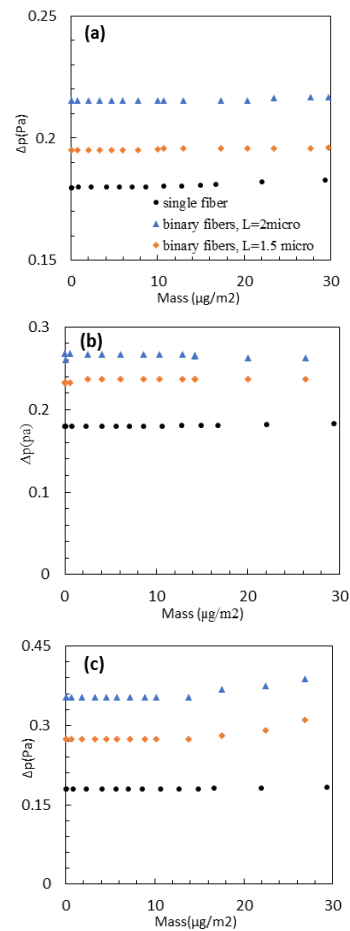 (a)
0.25
0.2
0.15
Δp(Pa)
single fiber
binary fibers, L=2micro
binary fibers, L=1.5 micro
0 10 20 30
Mass (µg/m2)
(b)
0.3
0.2
0.1
0
Δp(pa)
0 10 20 30
Mass (µg/m2)
(c)
0.45
0.3
0.15
0
Δp(Pa)
0 10 20 30
Mass(µg/m2)